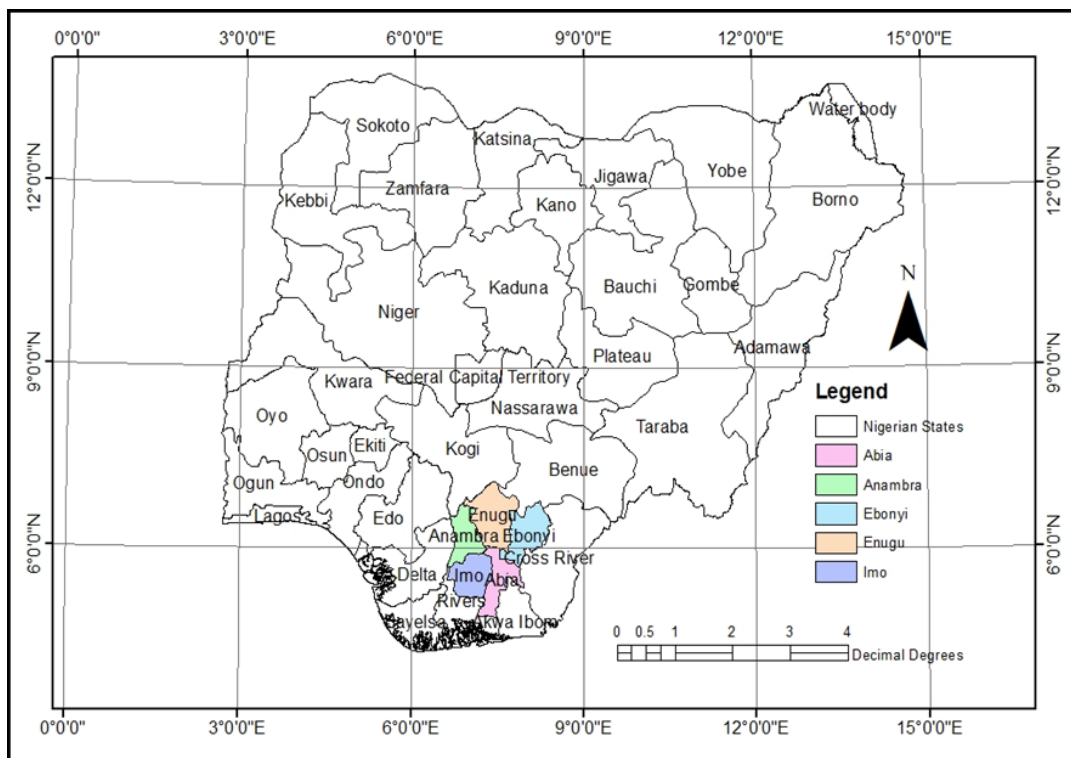 0°0'0" 3°0'0"E 6°0'0"E 9°0'0"E 12°0'0"E 15°0'0"E
Water body
Sokoto
Katsina
Yobe
Jigawa
12°0'0"N
12°0'0"N
Zamfara
Kebbi
Kano
Borno
N
Kaduna
Bauchi
Gombe
Niger
Adamawa
Plateau
9°0'0"N
9°0'0"N
Kwara
Federal Capital Territory
Legend
Nassarawa
Oyo
Taraba
Nigerian States
Kogi
Osun
Ekiti
Benue
Abia
Ogun
Ondo
Anambra
Lagos
Edo
Enugu
Ebonyi
Anambra
Ebonyi
6°0'0"N
6°0'0"N
Enugu
Cross River
Delta
Imo
Abia
Imo
Rivers
Bayelsa
Akwa Ibom
0 0.5 1 2 3 4
Decimal Degrees
0°0'0" 3°0'0"E 6°0'0"E 9°0'0"E 12°0'0"E 15°0'0"E